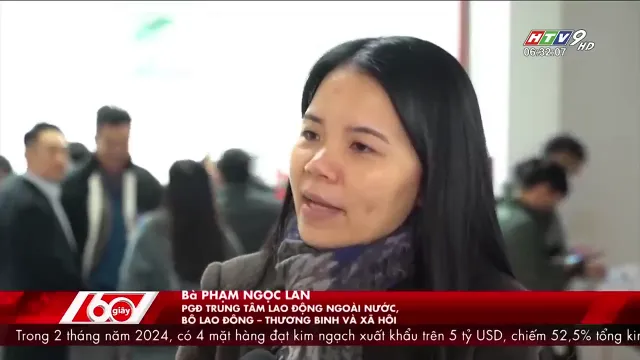 HTV9 HD
06:32:07
Bà PHẠM NGỌC LAN
PGĐ TRUNG TÂM LAO ĐỘNG NGOÀI NƯỚC,
BỘ LAO ĐỘNG – THƯƠNG BINH VÀ XÃ HỘI
60 giây
Trong 2 tháng năm 2024, có 4 mặt hàng đạt kim ngạch xuất khẩu trên 5 tỷ USD, chiếm 52,5% tổng ki